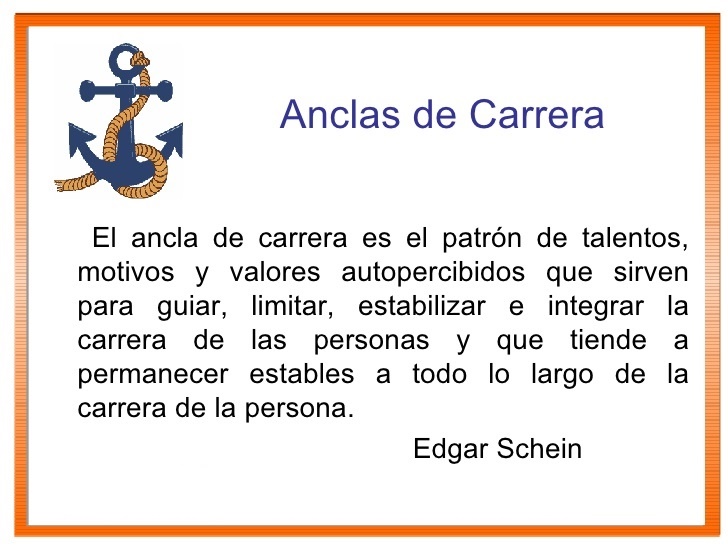 Anclas de Carrera
El ancla de carrera es el patrón de talentos,
motivos y valores autopercibidos que sirven
para guiar, limitar, estabilizar e integrar la
carrera de las personas y que tiende a
permanecer estables a todo lo largo de la
carrera de la persona.
Edgar Schein